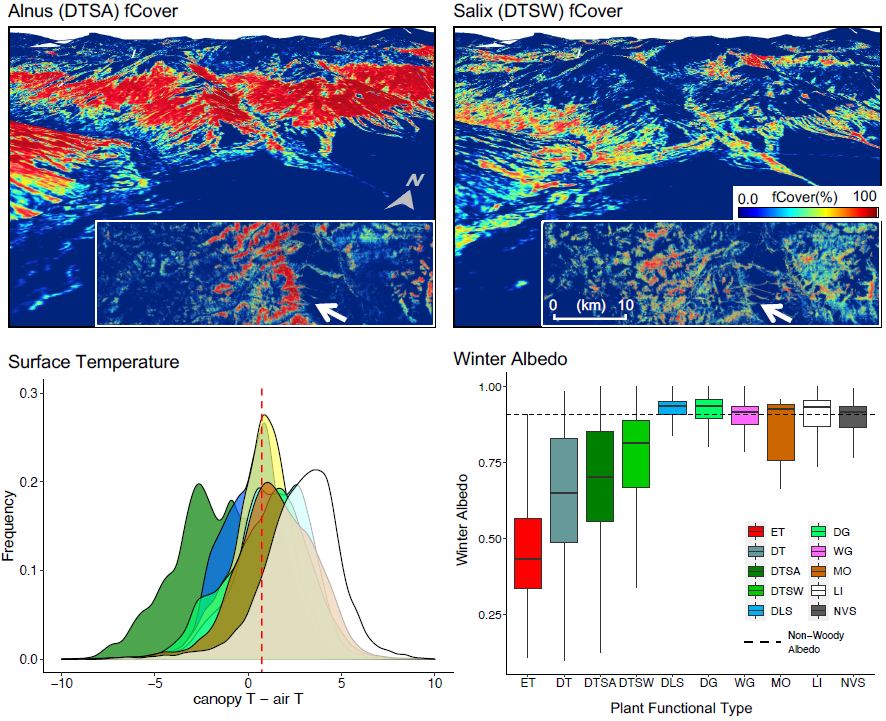 Alnus (DTSA) fCover
Salix (DTSW) fCover
N
0.0 fCover(%) 100
0 (km) 10
Surface Temperature
Winter Albedo
0.3
0.2
0.1
0.0
Frequency
−10 −5 0 5 10
canopy T − air T
1.00
0.75
0.50
0.25
Winter Albedo
ET DG
DT WG
DTSA MO
DTSW LI
DLS NVS
Non−Woody
Albedo
ET DT DTSA DTSW DLS DG WG MO LI NVS
Plant Functional Type